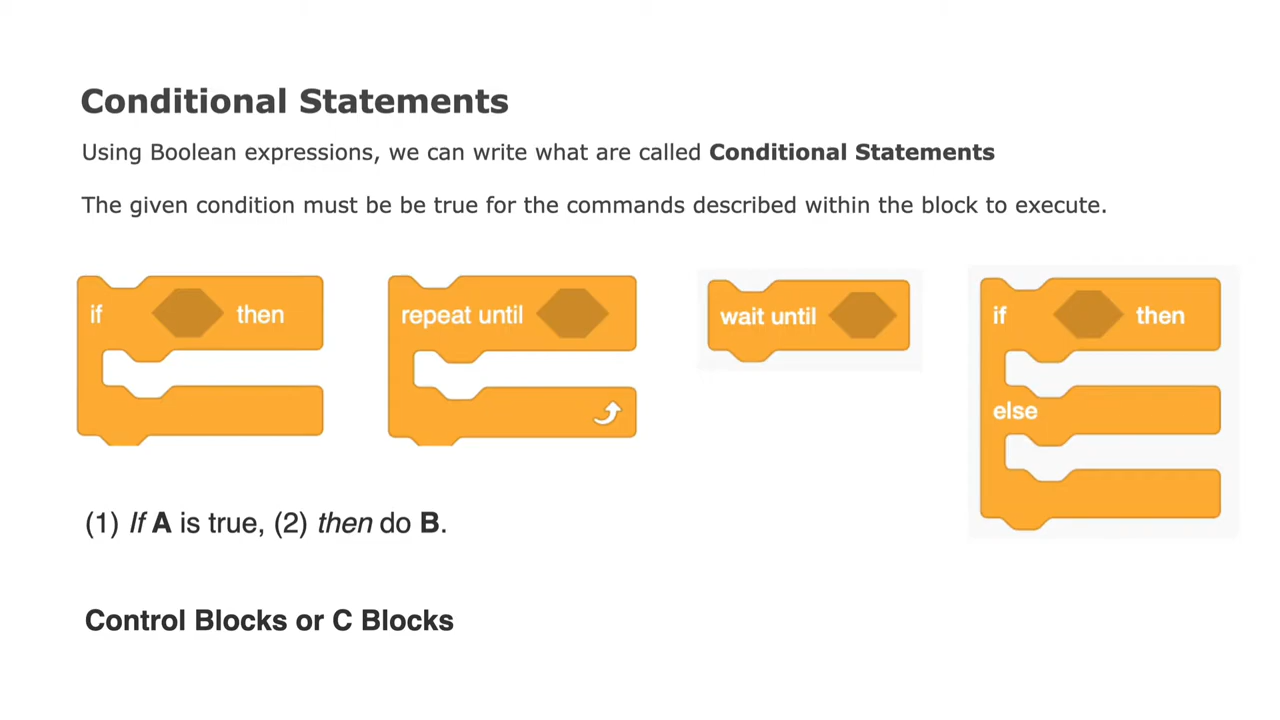 Conditional Statements
Using Boolean expressions, we can write what are called Conditional Statements
The given condition must be be true for the commands described within the block to execute.
if then
repeat until
wait until
if then
else
(1) If A is true, (2) then do B.
Control Blocks or C Blocks